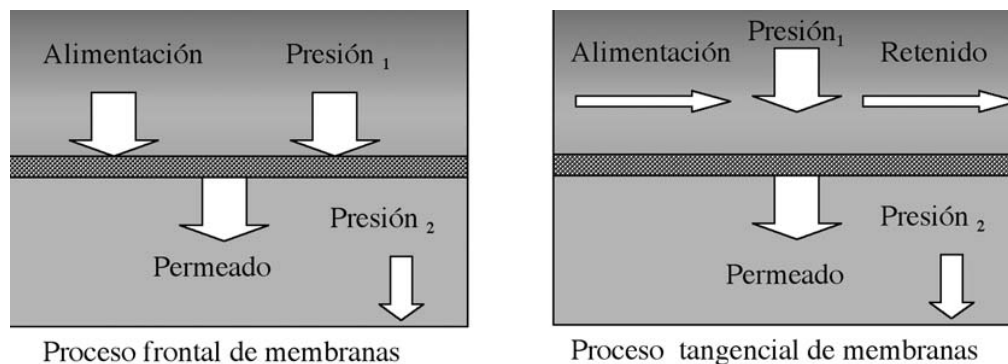 Alimentación Presión 1
Permeado
Presión 2
Proceso frontal de membranas
Presión1
Alimentación Retenido
Presión 2
Permeado
Proceso tangencial de membranas